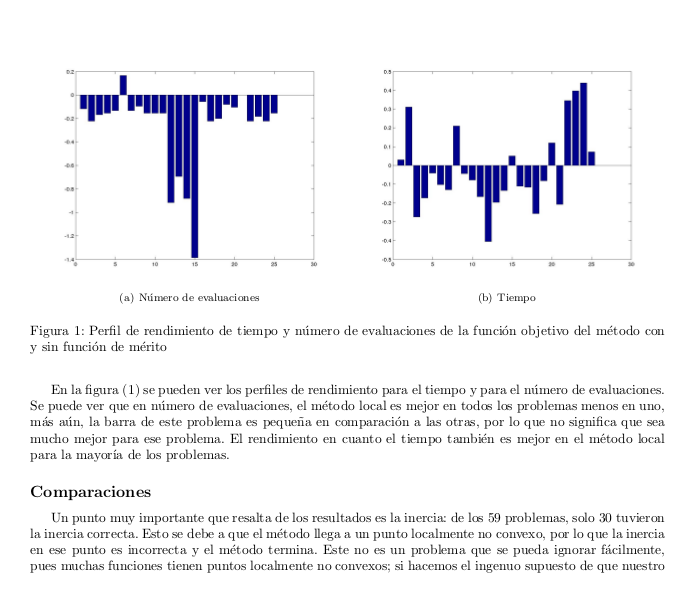 0.2
0
-0.2
-0.4
-0.6
-0.8
-1
-1.2
-1.4
0 5 10 15 20 25 30
0.5
0.4
0.3
0.2
0.1
0
-0.1
-0.2
-0.3
-0.4
-0.5
0 5 10 15 20 25 30
(a) Número de evaluaciones
(b) Tiempo
Figura 1: Perfil de rendimiento de tiempo y número de evaluaciones de la función objetivo del método con
y sin función de mérito
En la figura (1) se pueden ver los perfiles de rendimiento para el tiempo y para el número de evaluaciones.
Se puede ver que en número de evaluaciones, el método local es mejor en todos los problemas menos en uno,
más aún, la barra de este problema es pequeña en comparación a las otras, por lo que no significa que sea
mucho mejor para ese problema. El rendimiento en cuanto el tiempo también es mejor en el método local
para la mayoría de los problemas.
Comparaciones
Un punto muy importante que resalta de los resultados es la inercia: de los 59 problemas, solo 30 tuvieron
la inercia correcta. Esto se debe a que el método llega a un punto localmente no convexo, por lo que la inercia
en ese punto es incorrecta y el método termina. Este no es un problema que se pueda ignorar fácilmente,
pues muchas funciones tienen puntos localmente no convexos; si hacemos el ingenuo supuesto de que nuestro